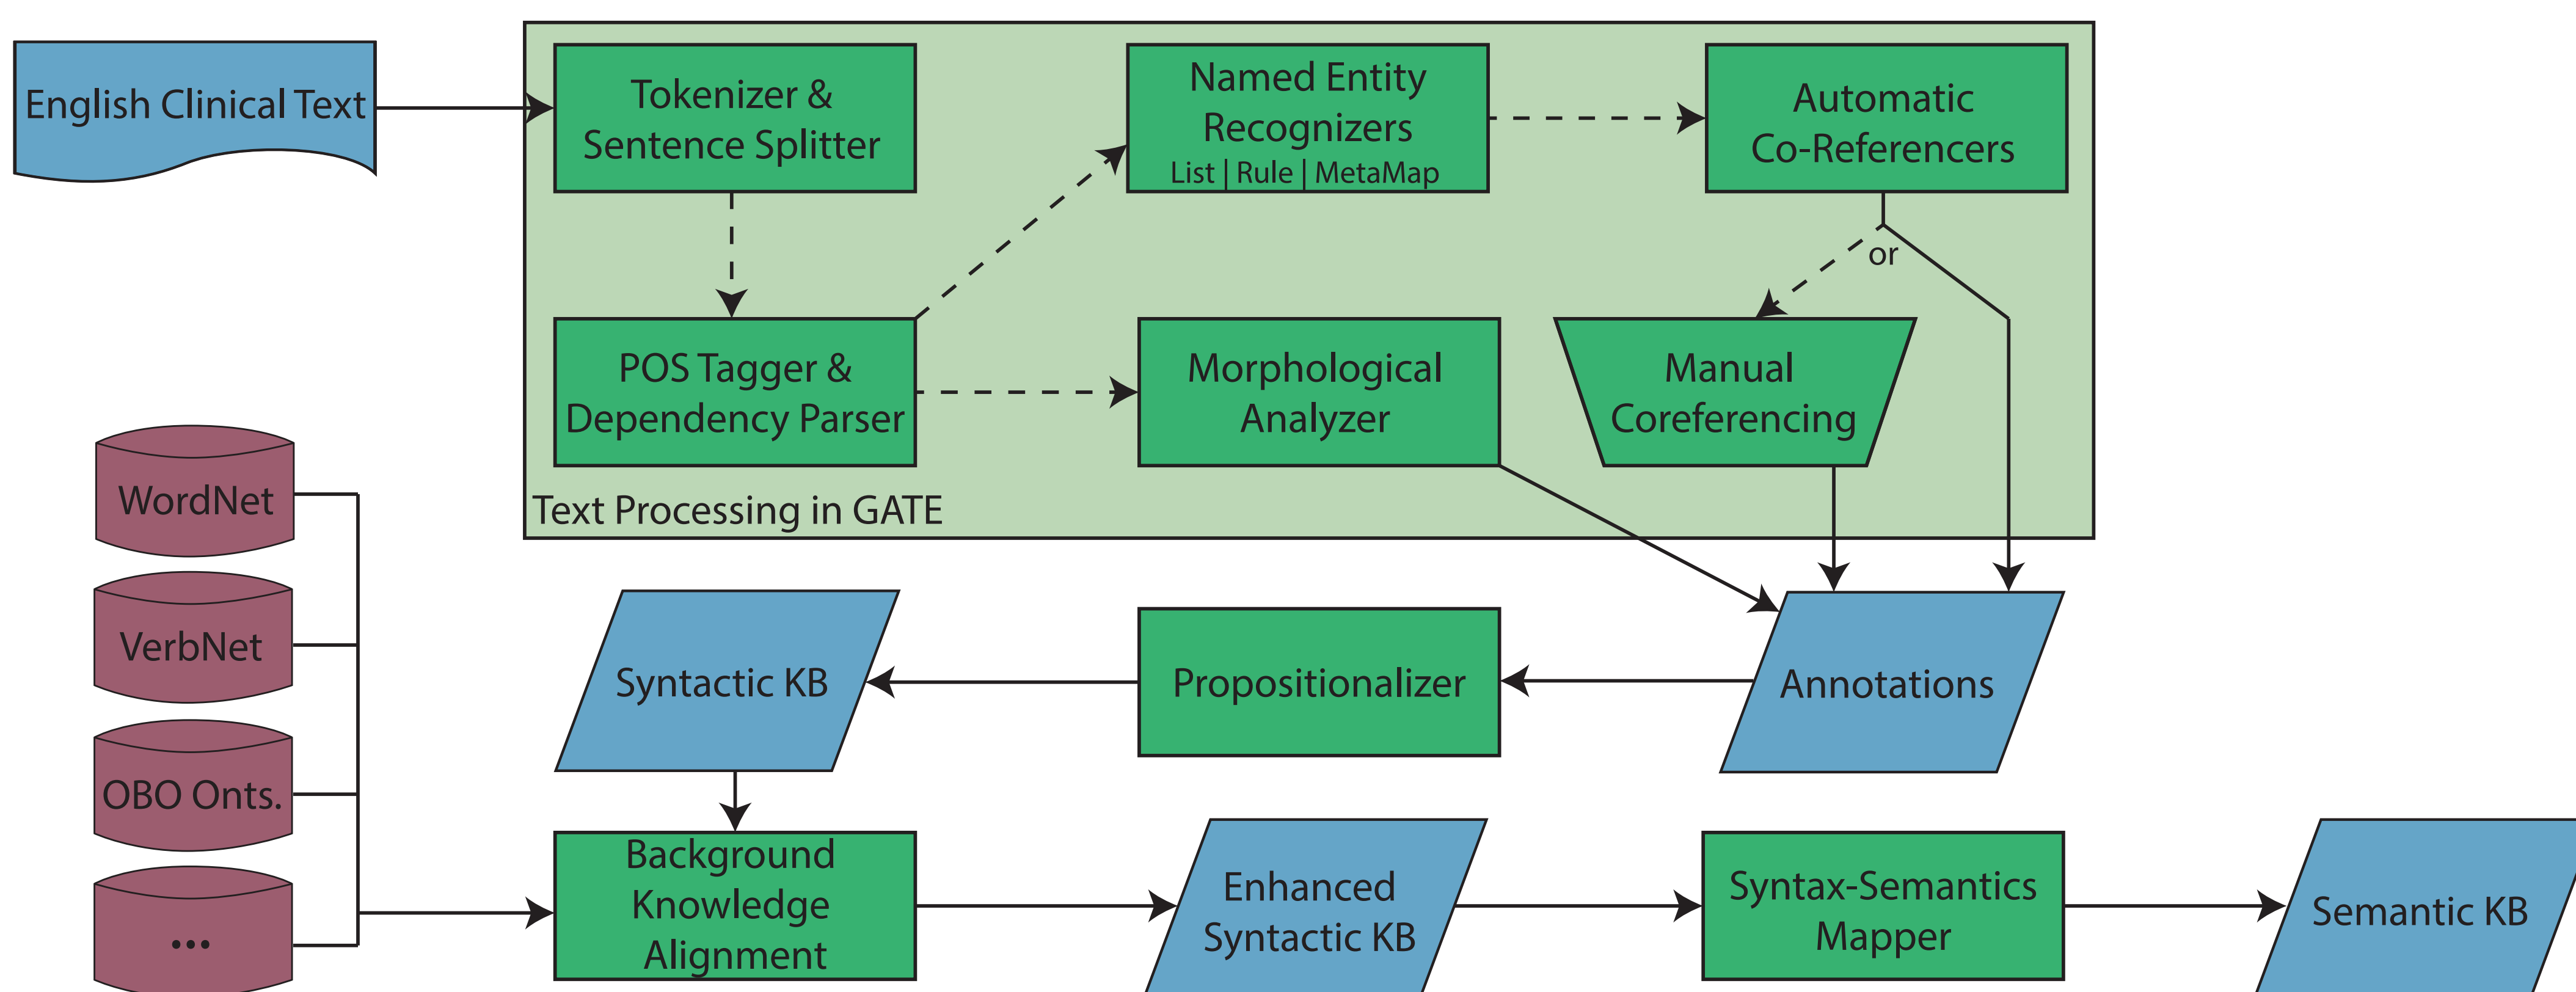 English Clinical Text
Tokenizer &
Sentence Splitter
Named Entity
Recognizers
List | Rule | MetaMap
Automatic
Co-Referencers
or
POS Tagger &
Dependency Parser
Morphological
Analyzer
Manual
Coreferencing
Text Processing in GATE
WordNet
VerbNet
OBO Onts.
...
Syntactic KB
Propositionalizer
Annotations
Background
Knowledge
Alignment
Enhanced
Syntactic KB
Syntax-Semantics
Mapper
Semantic KB